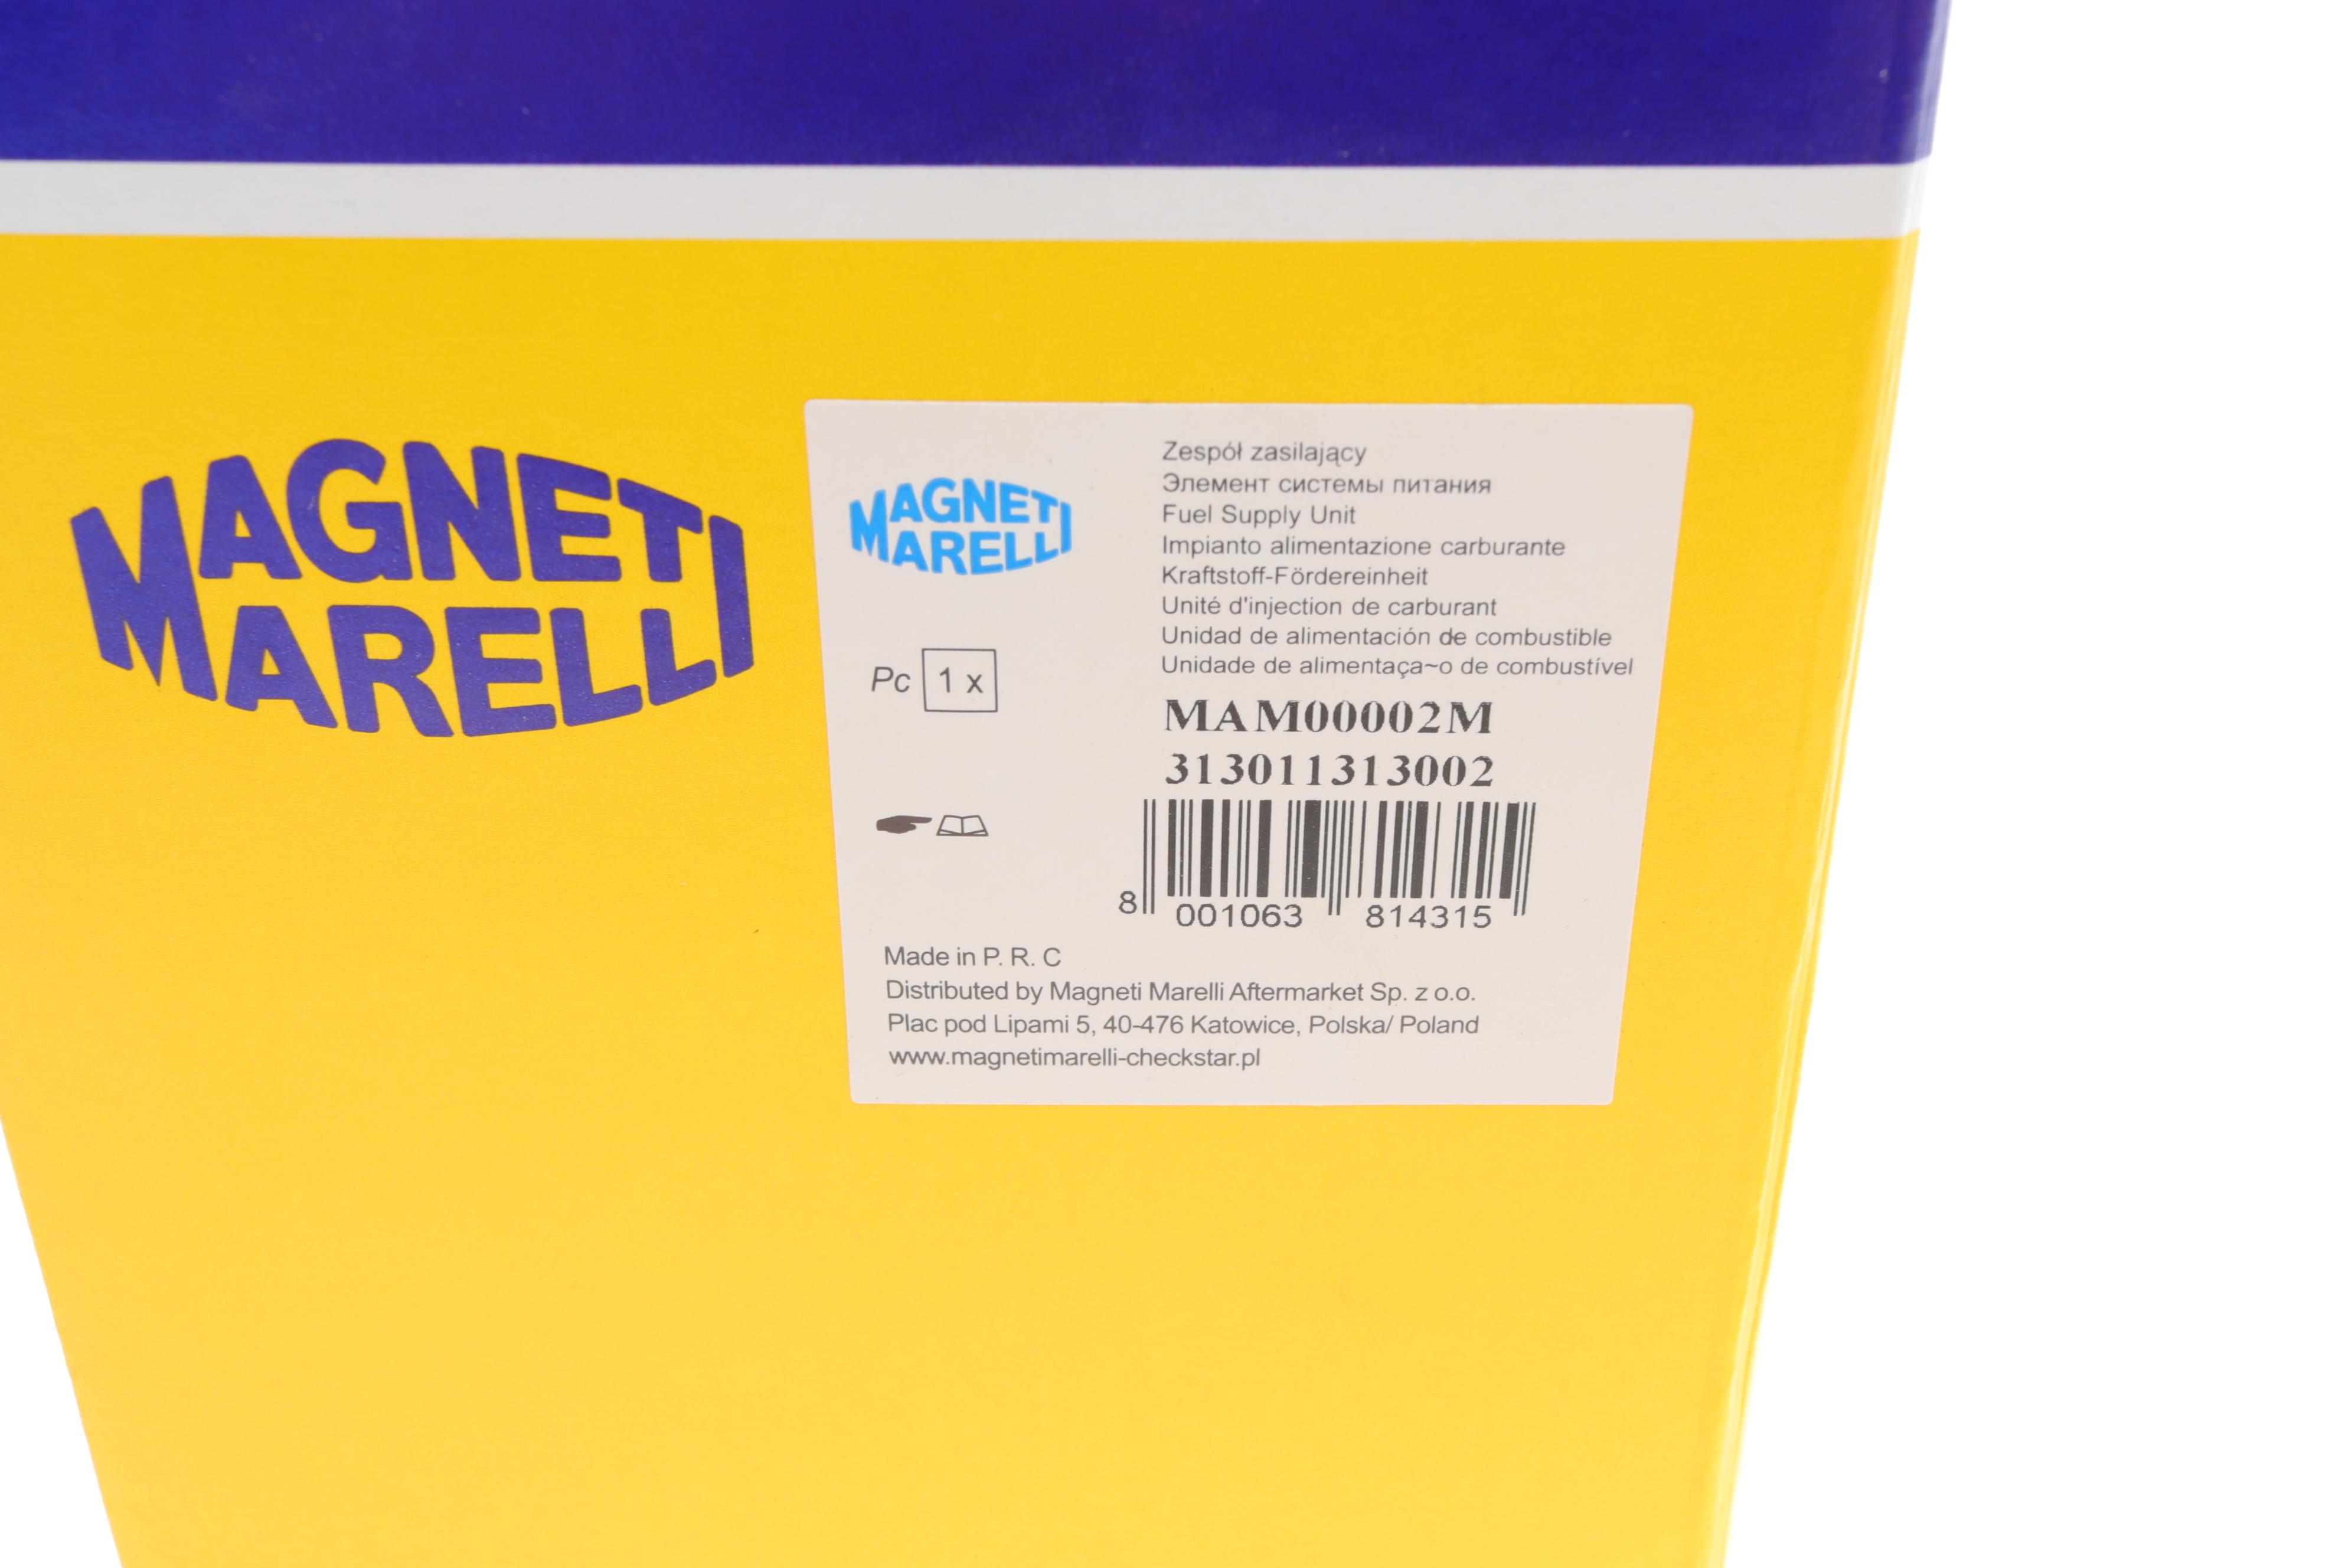 MAGNETI
MARELLI
MAGNETI
MARELLI
Zespół zasilający
Элемент системы питания
Fuel Supply Unit
Impianto alimentazione carburante
Kraftstoff-Fördereinheit
Unité d'injection de carburant
Unidad de alimentación de combustible
Unidade de alimentaça~o de combustível
Pc 1 x
MAM00002M
313011313002
8 001063 814315
Made in P. R. C
Distributed by Magneti Marelli Aftermarket Sp. z o.o.
Plac pod Lipami 5, 40-476 Katowice, Polska/ Poland
www.magnetimarelli-checkstar.pl